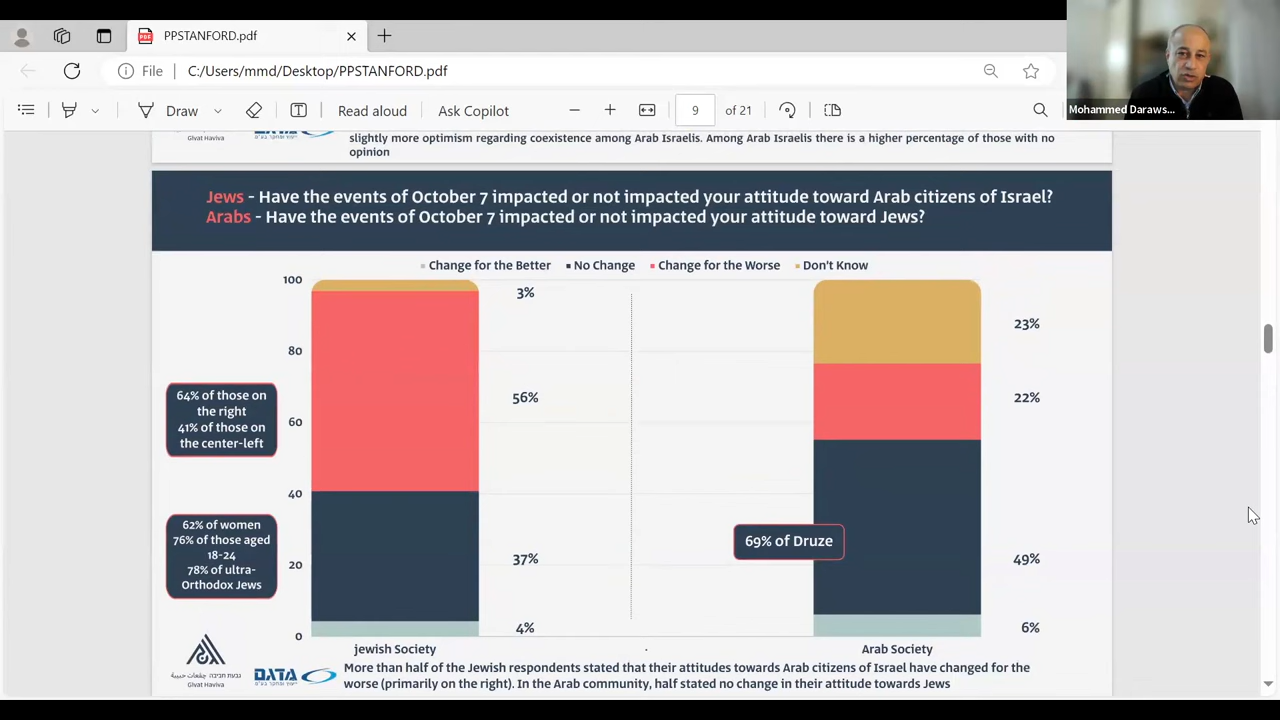 PPSTANFORD.pdf
File
C:/Users/mmd/Desktop/PPSTANFORD.pdf
Draw
Read aloud
Ask Copilot
9
of 21
Mohammed Daraws...
Givat Haviva
slightly more optimism regarding coexistence among Arab Israelis. Among Arab Israelis there is a higher percentage of those with no
opinion
Jews - Have the events of October 7 impacted or not impacted your attitude toward Arab citizens of Israel?
Arabs - Have the events of October 7 impacted or not impacted your attitude toward Jews?
Change for the Better
No Change
Change for the Worse
Don't Know
100
80
60
40
20
0
3%
56%
37%
4%
23%
22%
49%
6%
64% of those on
the right
41% of those on
the center-left
62% of women
76% of those aged
18-24
78% of ultra-
Orthodox Jews
69% of Druze
jewish Society
Arab Society
גבעת חביבה جفعات حبيبة
Givat Haviva
DATA
More than half of the Jewish respondents stated that their attitudes towards Arab citizens of Israel have changed for the
worse (primarily on the right). In the Arab community, half stated no change in their attitude towards Jews